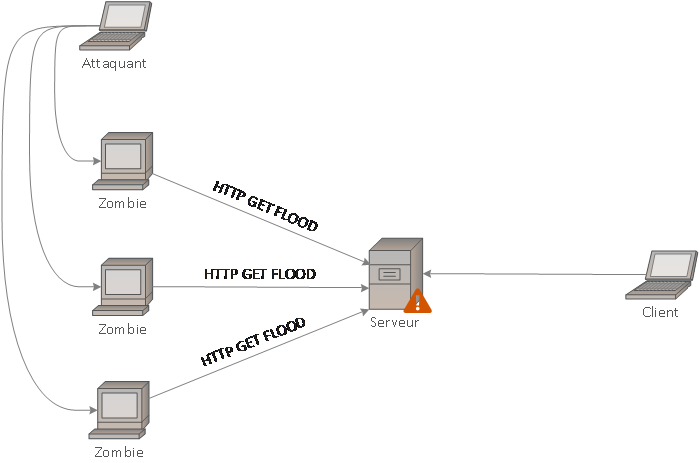 Attaquant
Zombie
HTTP GET FLOOD
HTTP GET FLOOD
Serveur
Client
Zombie
HTTP GET FLOOD
Zombie